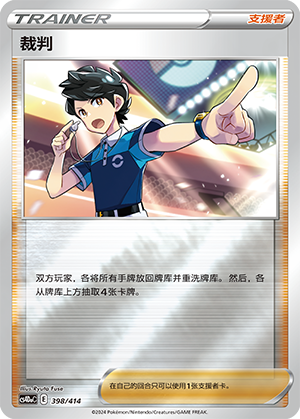 TRAINER 支援者
裁判
双方玩家，各将所有手牌放回牌库并重洗牌库。然后，各
从牌库上方抽取4张卡牌。
Illus. Ryuta Fuse
E 398/414
在自己的回合只可以使用1张支援者卡。
©2024 Pokémon/Nintendo/Creatures/GAME FREAK.